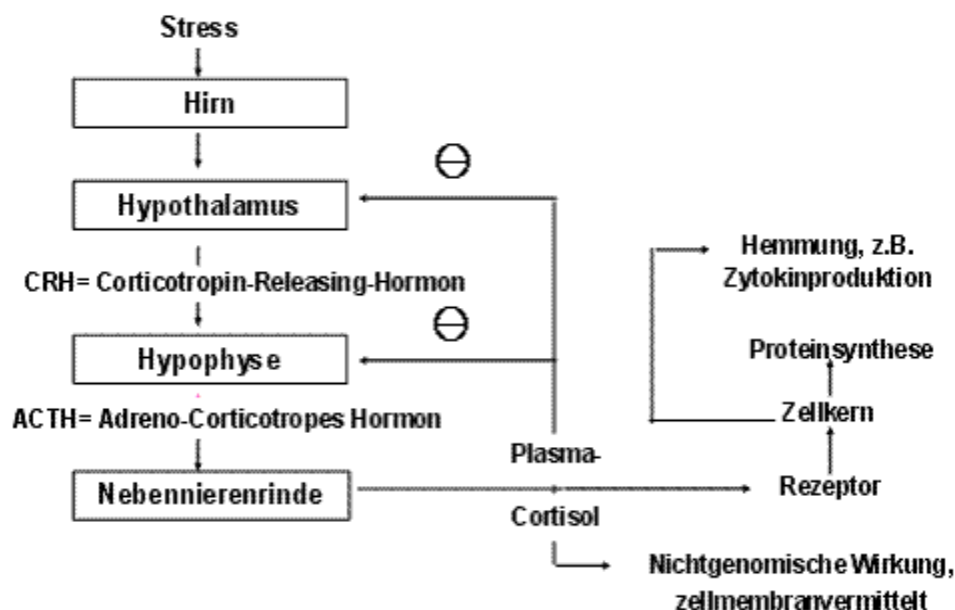 Stress
Hirn
⊖
Hypothalamus
Hemmung, z.B.
Zytokinproduktion
CRH= Corticotropin-Releasing-Hormon
⊖
Hypophyse
Proteinsynthese
ACTH= Adreno-Corticotropes Hormon
Zellkern
Plasma-
Nebennierenrinde
Rezeptor
Cortisol
Nichtgenomische Wirkung,
zellmembranvermittelt